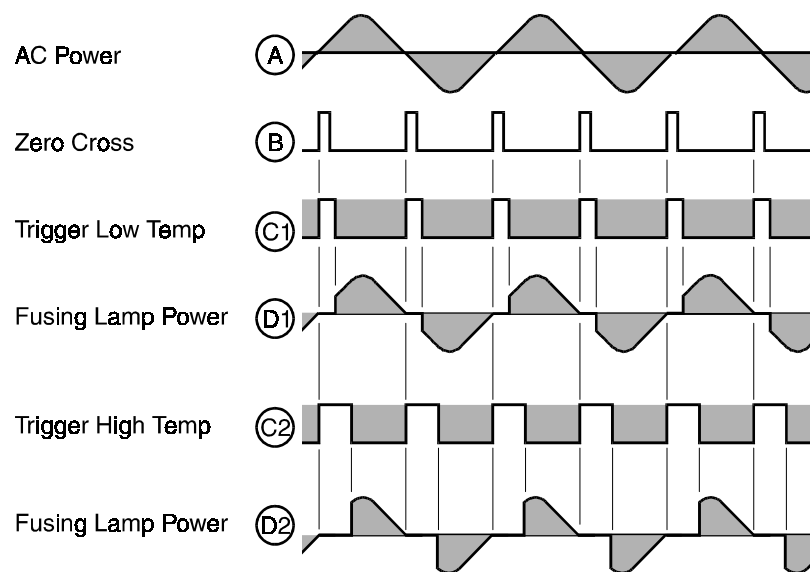 AC Power A
Zero Cross B
Trigger Low Temp C1
Fusing Lamp Power D1
Trigger High Temp C2
Fusing Lamp Power D2